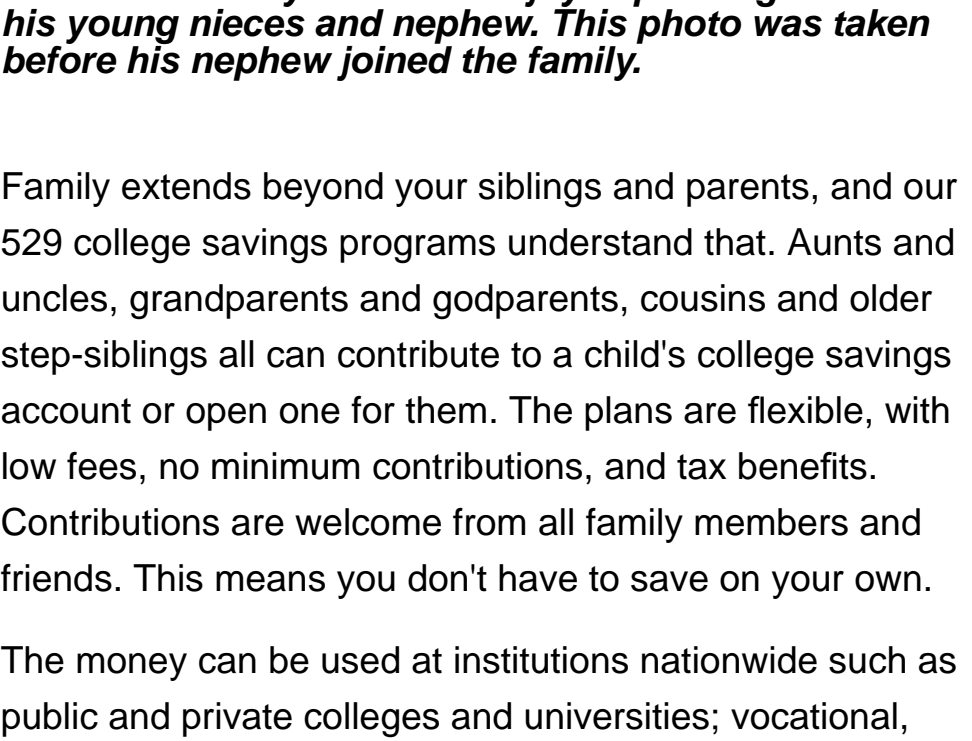 his young nieces and nephew. This photo was taken
before his nephew joined the family.
Family extends beyond your siblings and parents, and our
529 college savings programs understand that. Aunts and
uncles, grandparents and godparents, cousins and older
step-siblings all can contribute to a child's college savings
account or open one for them. The plans are flexible, with
low fees, no minimum contributions, and tax benefits.
Contributions are welcome from all family members and
friends. This means you don't have to save on your own.
The money can be used at institutions nationwide such as
public and private colleges and universities; vocational,